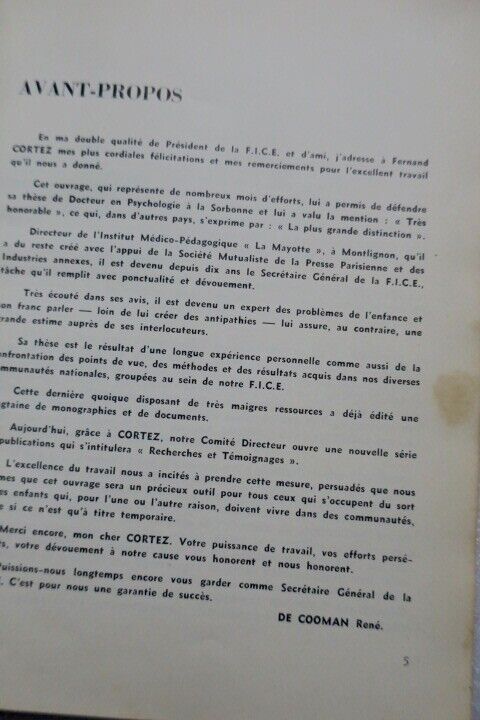 AVANT-PROPOS
En ma double qualité de Président de la F.I.C.E. et d'ami, j'adresse à Fernand
CORTEZ mes plus cordiales félicitations et mes remerciements pour l'excellent travail
qu'il nous a donné.
Cet ouvrage, qui représente de nombreux mois d'efforts, lui a permis de défendre
sa thèse de Docteur en Psychologie à la Sorbonne et lui a valu la mention : « Très
honorable », ce qui, dans d'autres pays, s'exprime par : « La plus grande distinction ».
Directeur de l'Institut Médico-Pédagogique « La Mayotte », à Montlignon, qu'il
a du reste créé avec l'appui de la Société Mutualiste de la Presse Parisienne et des
Industries annexes, il est devenu depuis dix ans le Secrétaire Général de la F.I.C.E.,
tâche qu'il remplit avec ponctualité et dévouement.
Très écouté dans ses avis, il est devenu un expert des problèmes de l'enfance et
on franc parler — loin de lui créer des antipathies — lui assure, au contraire, une
rande estime auprès de ses interlocuteurs.
Sa thèse est le résultat d'une longue expérience personnelle comme aussi de la
onfrontation des points de vue, des méthodes et des résultats acquis dans nos diverses
ommunautés nationales, groupées au sein de notre F.I.C.E.
Cette dernière quoique disposant de très maigres ressources a déjà édité une
ngtaine de monographies et de documents.
Aujourd'hui, grâce à CORTEZ, notre Comité Directeur ouvre une nouvelle série
publications qui s'intitulera « Recherches et Témoignages ».
L'excellence du travail nous a incités à prendre cette mesure, persuadés que nous
mes que cet ouvrage sera un précieux outil pour tous ceux qui s'occupent du sort
es enfants qui, pour l'une ou l'autre raison, doivent vivre dans des communautés,
e si ce n'est qu'à titre temporaire.
Merci encore, mon cher CORTEZ. Votre puissance de travail, vos efforts persé-
ts, votre dévouement à notre cause vous honorent et nous honorent.
uissions-nous longtemps encore vous garder comme Secrétaire Général de la
. C'est pour nous une garantie de succès.
DE COOMAN René.
5